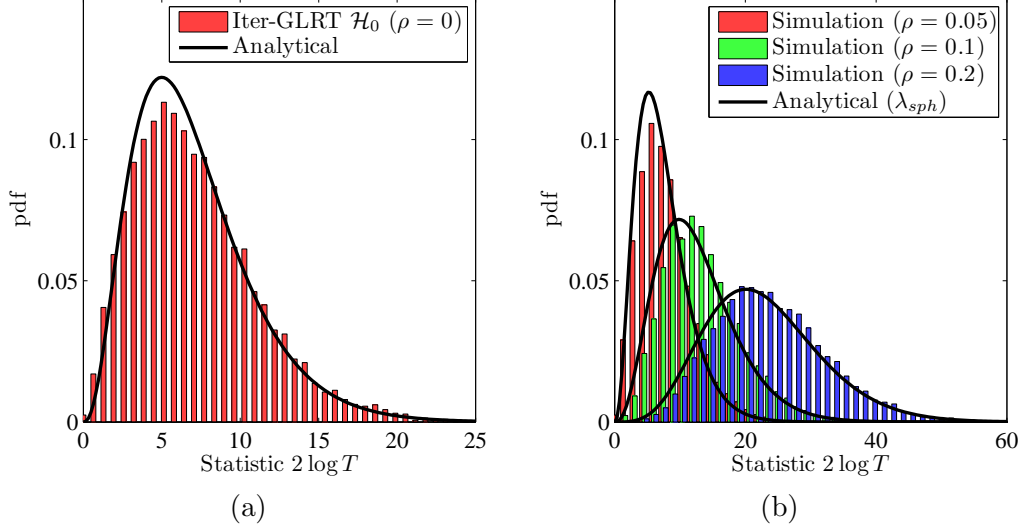 Iter-GLRT H₀ (ρ = 0)
Analytical
pdf
0.1
0.05
0
0 5 10 15 20 25
Statistic 2 log T
(a)
Simulation (ρ = 0.05)
Simulation (ρ = 0.1)
Simulation (ρ = 0.2)
Analytical (λsph)
pdf
0.1
0.05
0
0 20 40 60
Statistic 2 log T
(b)